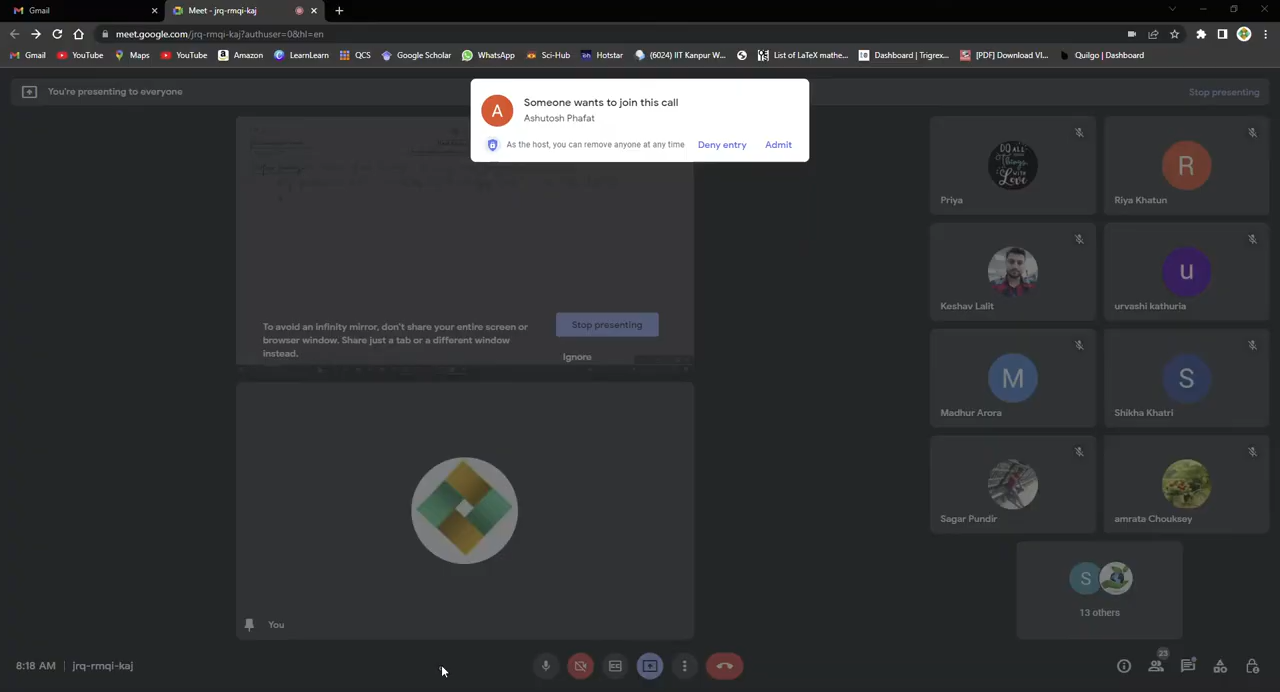 Gmail
Meet - jrq-rmqi-kaj
meet.google.com/jrq-rmqi-kaj?authuser=0&hl=en
Gmail
YouTube
Maps
YouTube
Amazon
LearnLearn
QCS
Google Scholar
WhatsApp
Sci-Hub
Hotstar
(6024) IIT Kanpur W...
List of LaTeX mathe...
Dashboard | Trigrex...
[PDF] Download VI...
Quilgo | Dashboard
You're presenting to everyone
Stop presenting
A
Someone wants to join this call
Ashutosh Phafat
As the host, you can remove anyone at any time
Deny entry
Admit
To avoid an infinity mirror, don't share your entire screen or
browser window. Share just a tab or a different window
instead.
Stop presenting
Ignore
You
DO ALL
Things
WITH
LOVE
Priya
R
Riya Khatun
Keshav Lalit
u
urvashi kathuria
M
Madhur Arora
S
Shikha Khatri
Sagar Pundir
amrata Chouksey
S
13 others
8:18 AM | jrq-rmqi-kaj
23